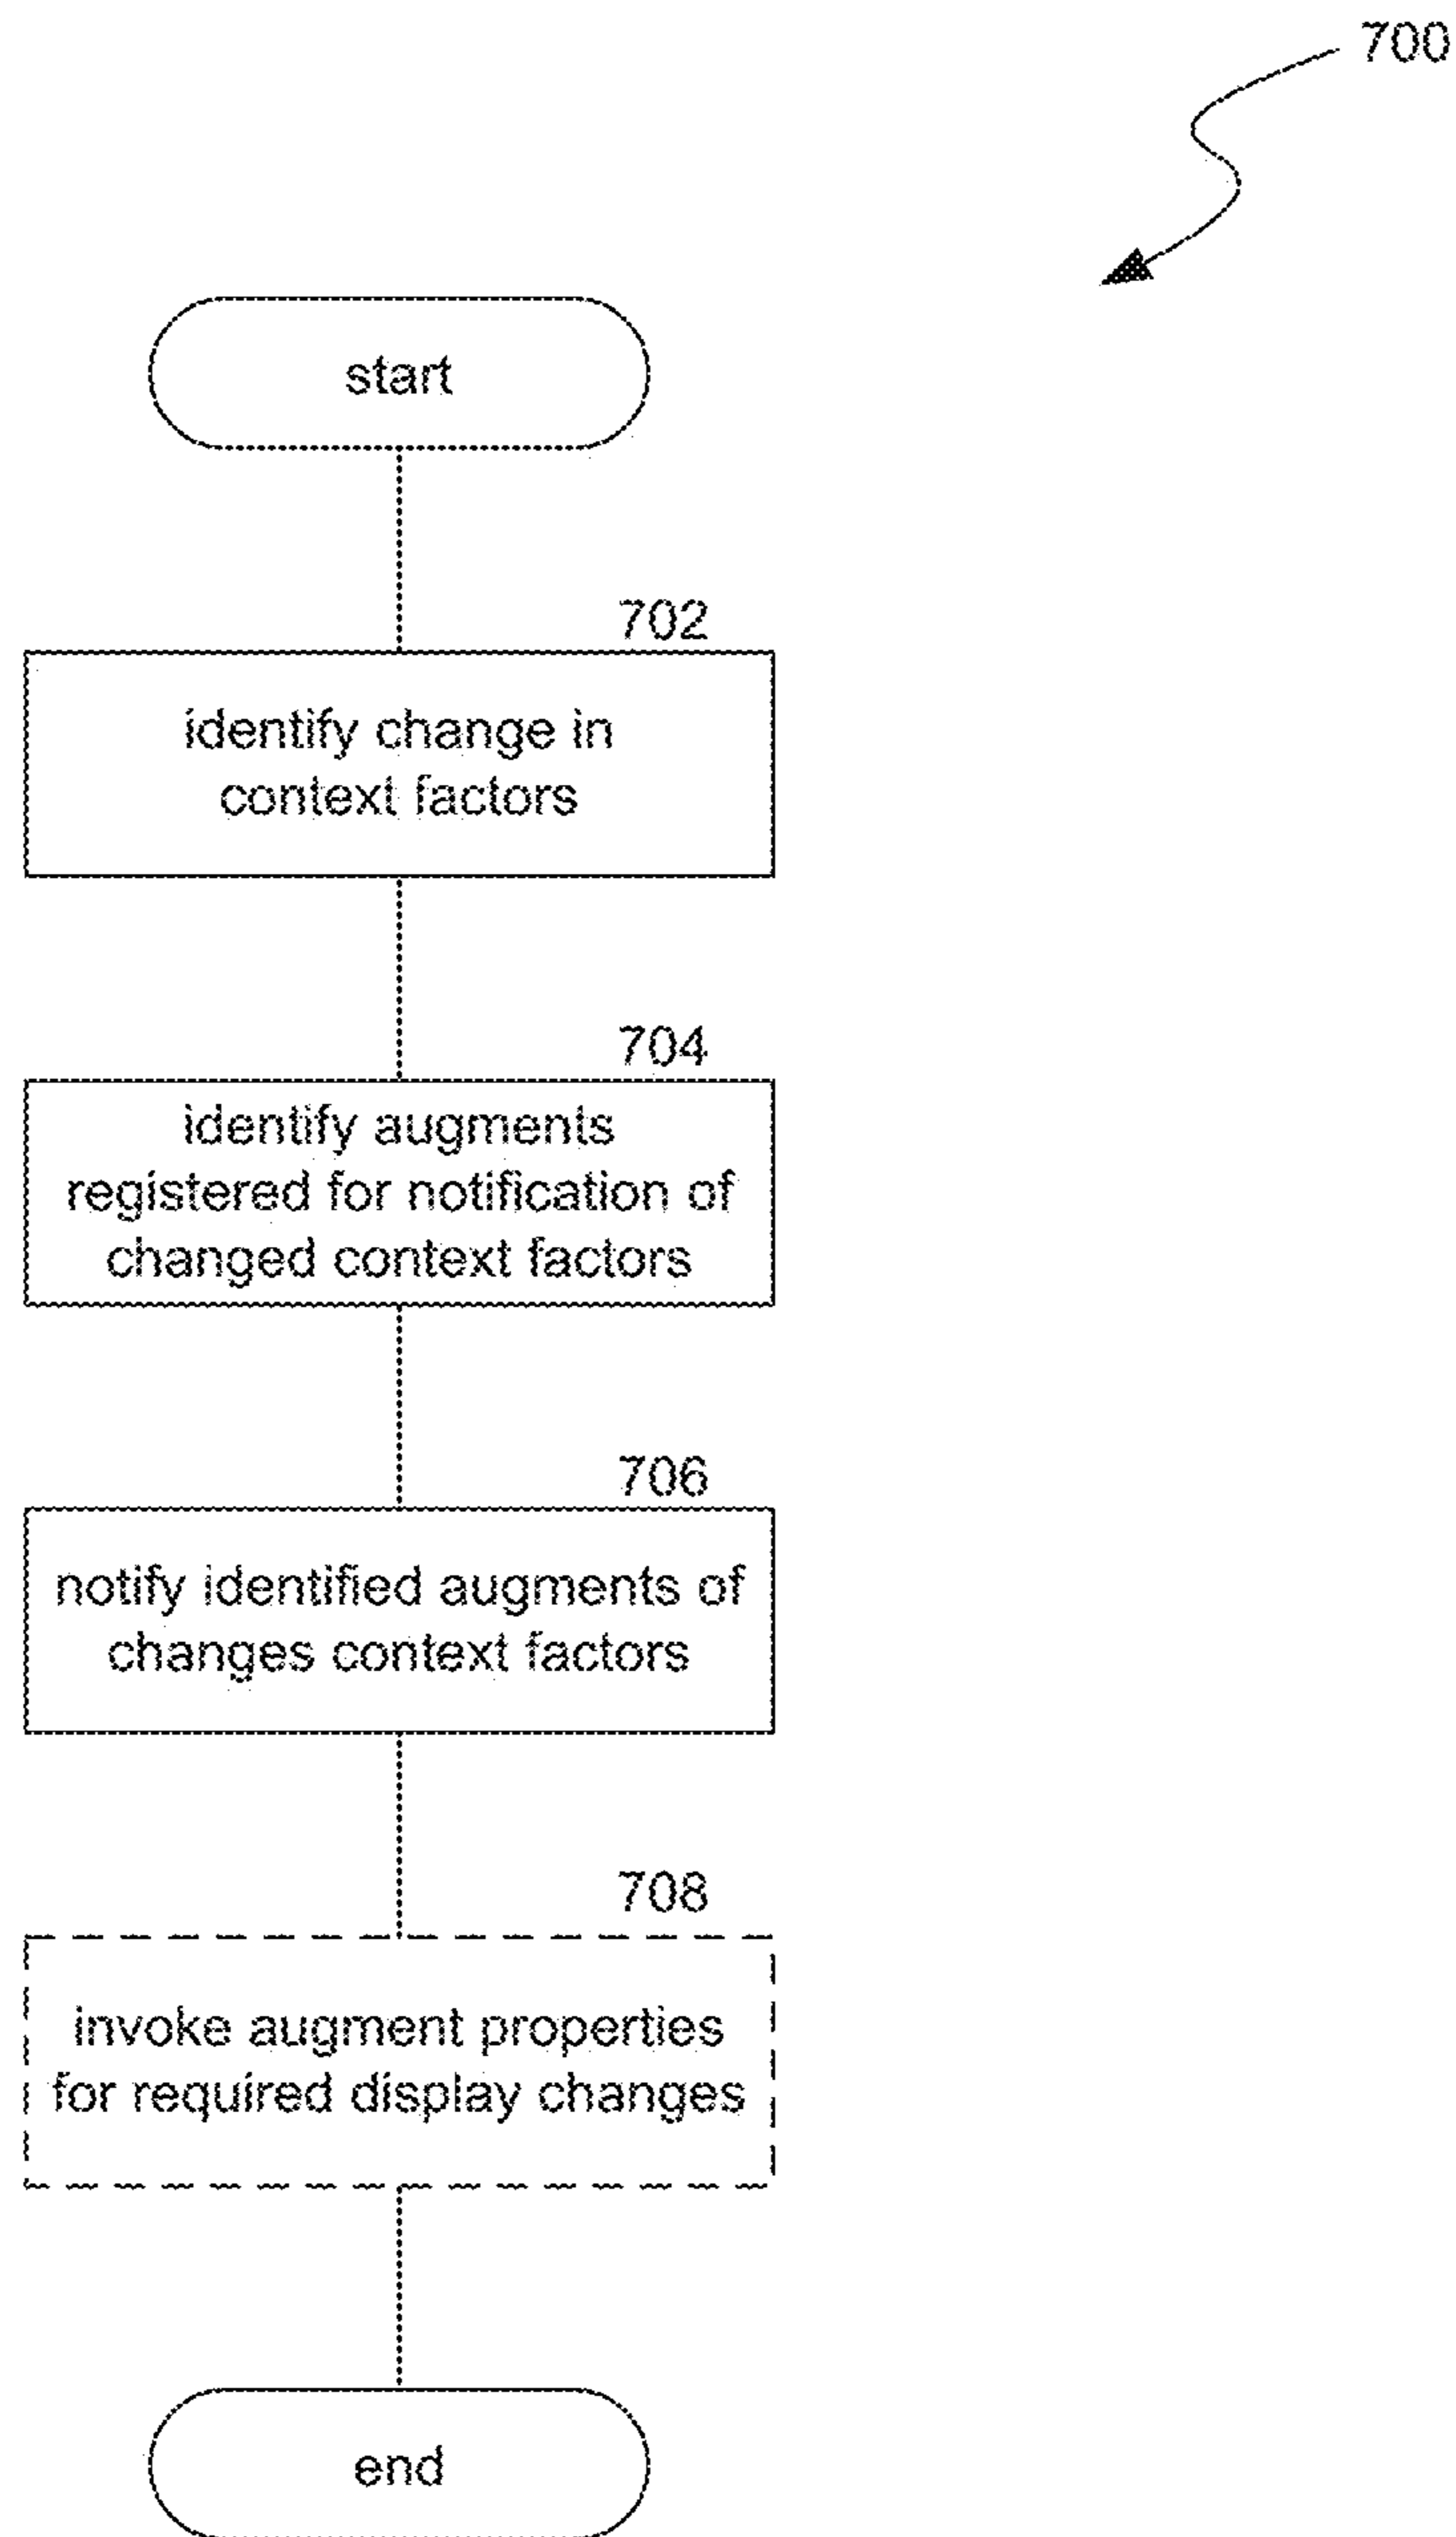 700
start
702
identify change in
context factors
704
identify augments
registered for notification of
changed context factors
706
notify identified augments of
changes context factors
708
invoke augment properties
for required display changes
end